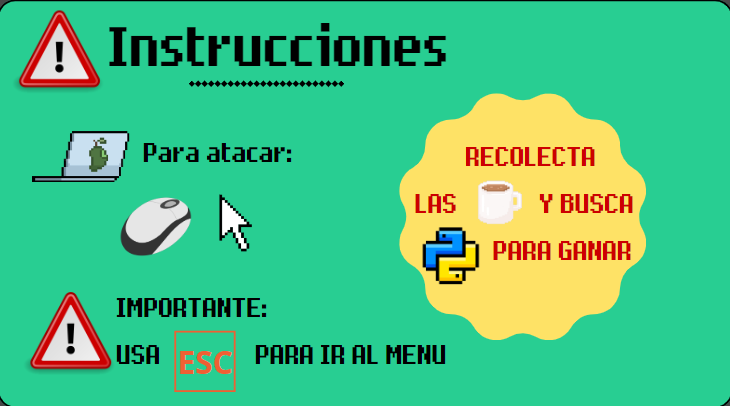 Instrucciones
Para atacar:
RECOLECTA
LAS Y BUSCA
PARA GANAR
IMPORTANTE:
USA ESC PARA IR AL MENU